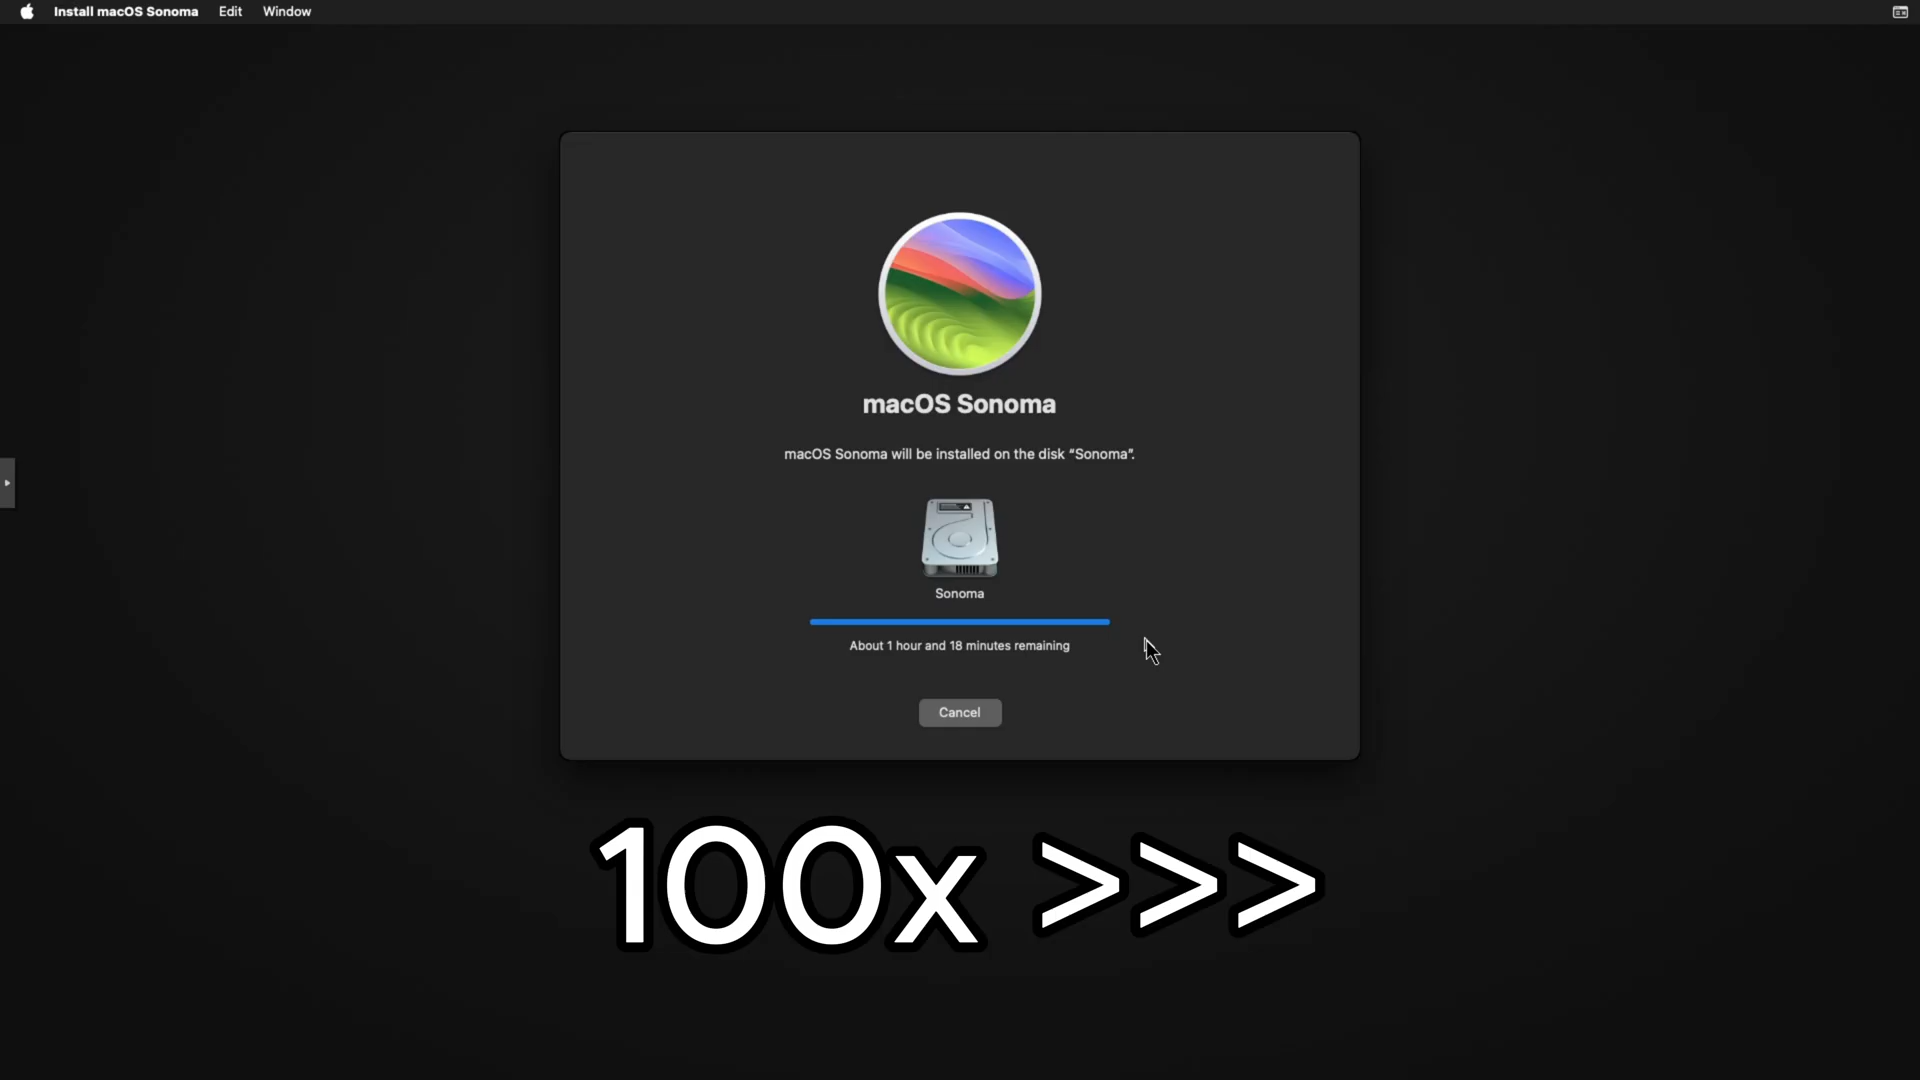 Install macOS Sonoma Edit Window
macOS Sonoma
macOS Sonoma will be installed on the disk “Sonoma”.
Sonoma
About 1 hour and 18 minutes remaining
Cancel
100x >>>